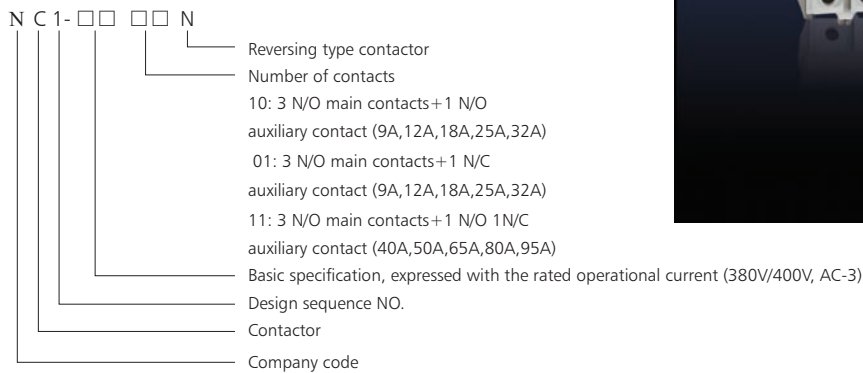 N C 1- □□ □□ N
Reversing type contactor
Number of contacts
10: 3 N/O main contacts+1 N/O
auxiliary contact (9A,12A,18A,25A,32A)
01: 3 N/O main contacts+1 N/C
auxiliary contact (9A,12A,18A,25A,32A)
11: 3 N/O main contacts+1 N/O 1N/C
auxiliary contact (40A,50A,65A,80A,95A)
Basic specification, expressed with the rated operational current (380V/400V, AC-3)
Design sequence NO.
Contactor
Company code